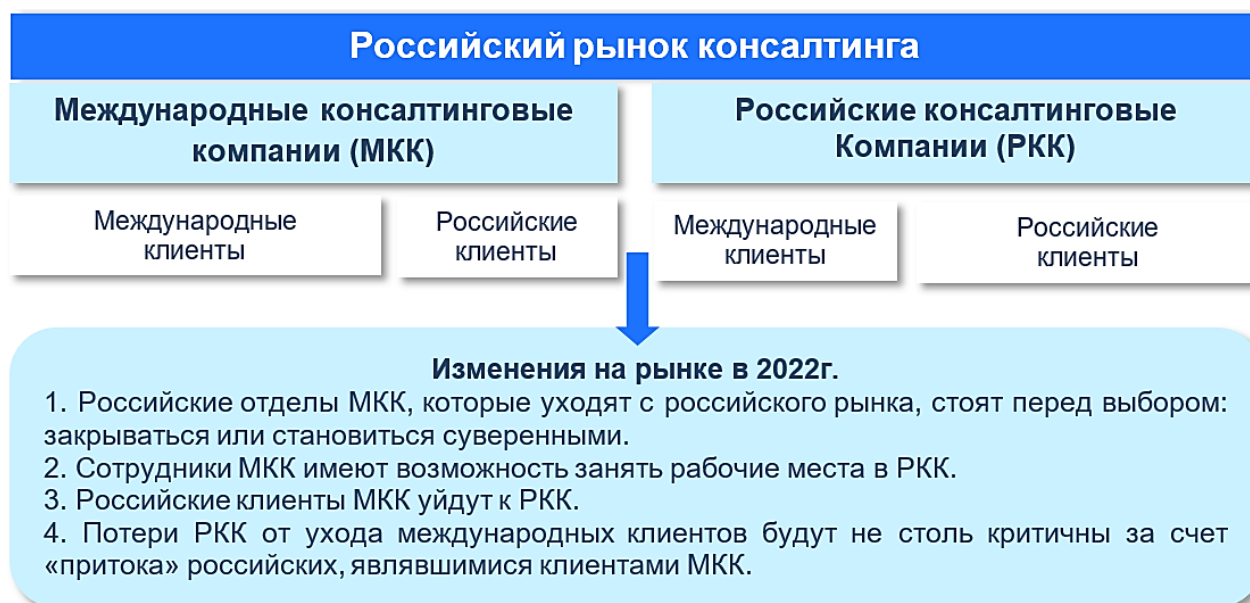 Российский рынок консалтинга
Международные консалтинговые
компании (МКК)
Российские консалтинговые
Компании (РКК)
Международные
клиенты
Российские
клиенты
Международные
клиенты
Российские
клиенты
Изменения на рынке в 2022г.
1. Российские отделы МКК, которые уходят с российского рынка, стоят перед выбором:
закрываться или становиться суверенными.
2. Сотрудники МКК имеют возможность занять рабочие места в РКК.
3. Российские клиенты МКК уйдут к РКК.
4. Потери РКК от ухода международных клиентов будут не столь критичны за счет
«притока» российских, являвшимися клиентами МКК.